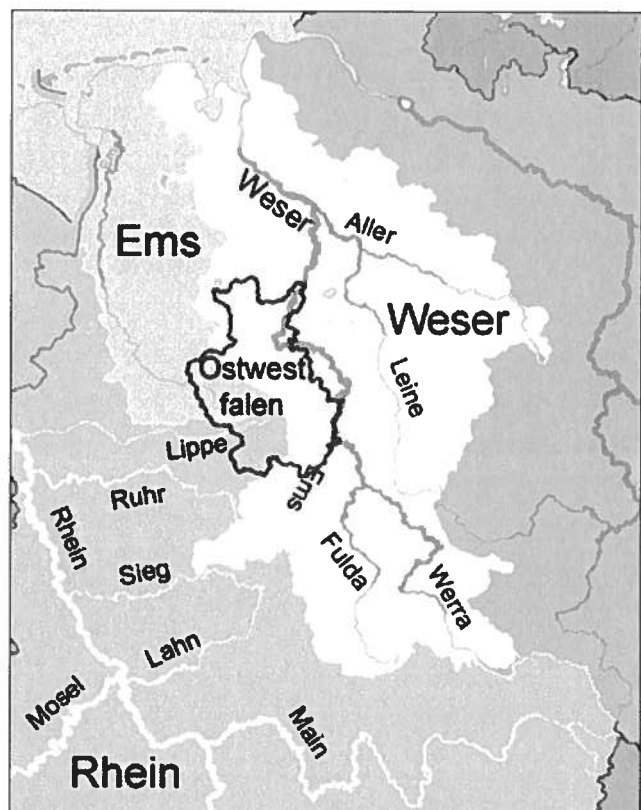 Weser
Aller
Ems
Weser
Ostwest
falen
Leine
Lippe
Ems
Ruhr
Rhein
Fulda
Sieg
Werra
Lahn
Mosel
Main
Rhein